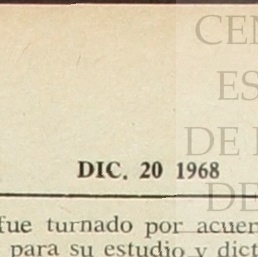 CEN
ES
DE
DIC. 20 1968
DE
fue turnado por acuer
para su estudio y dict